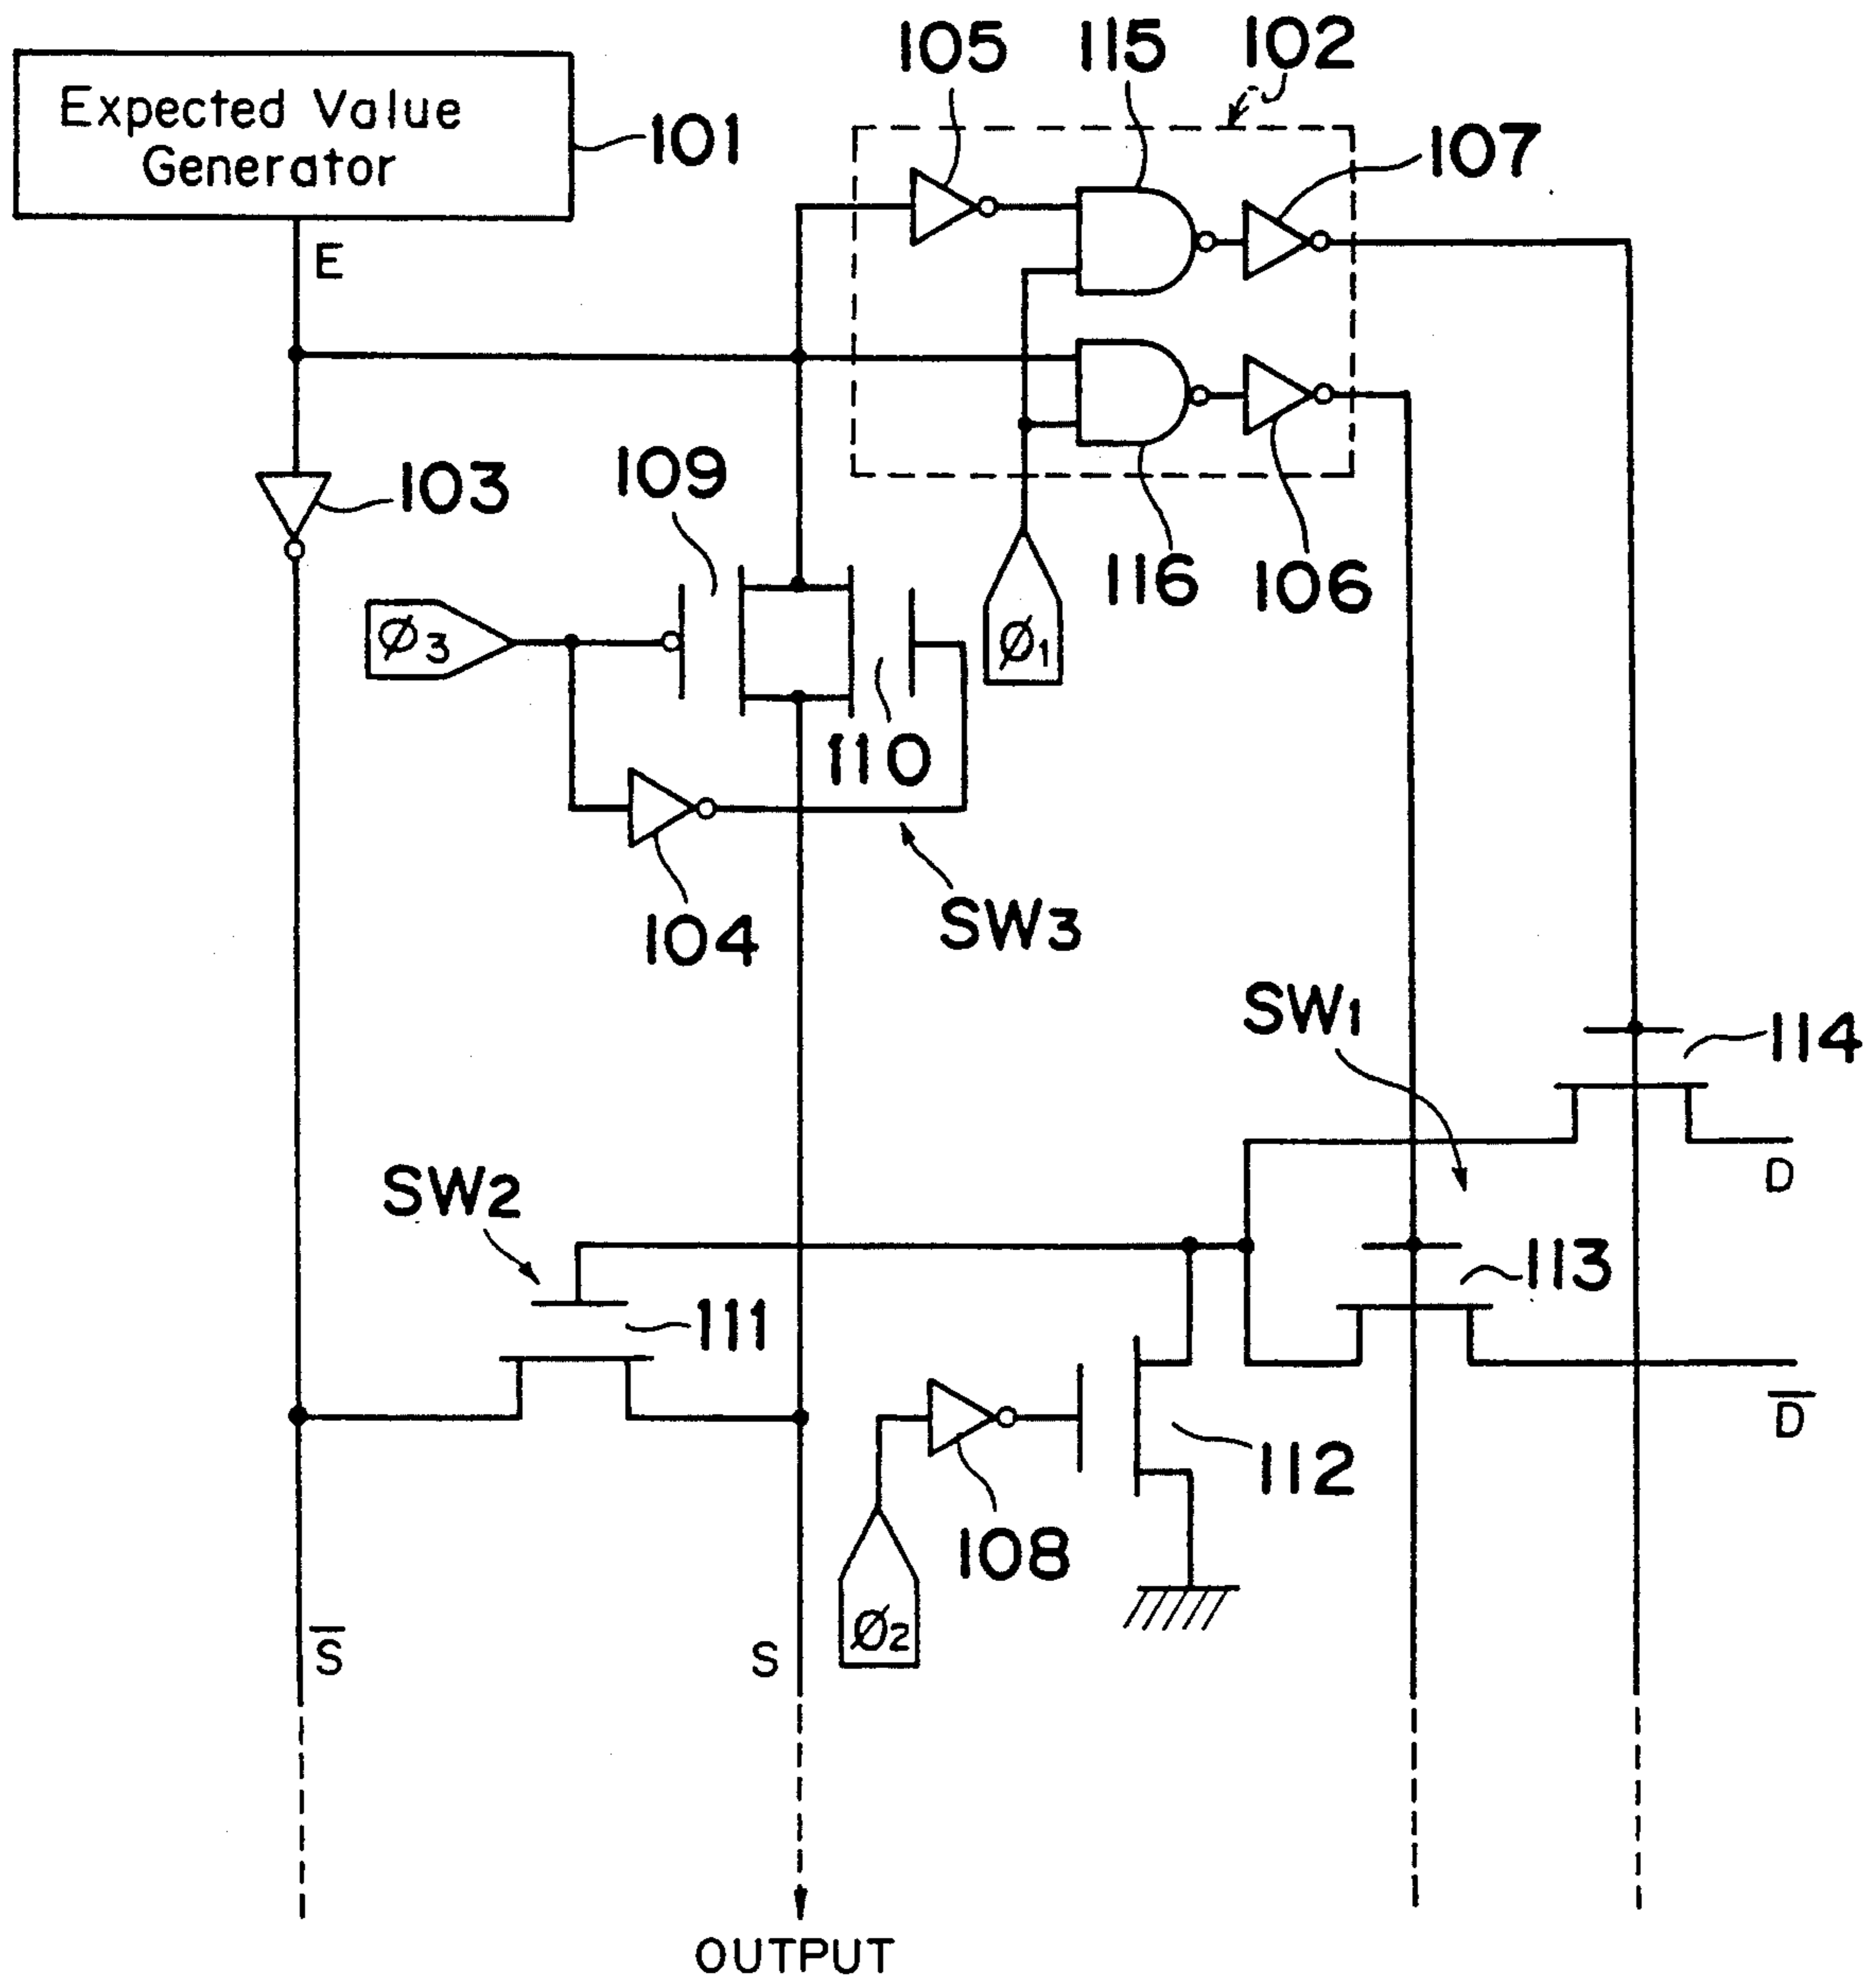 105
115
102
Expected Value
Generator
101
107
E
109
103
116
106
Ø3
Ø1
110
104
SW3
SW1
114
D
SW2
113
111
D̅
112
108
S̅
S
Ø2
OUTPUT